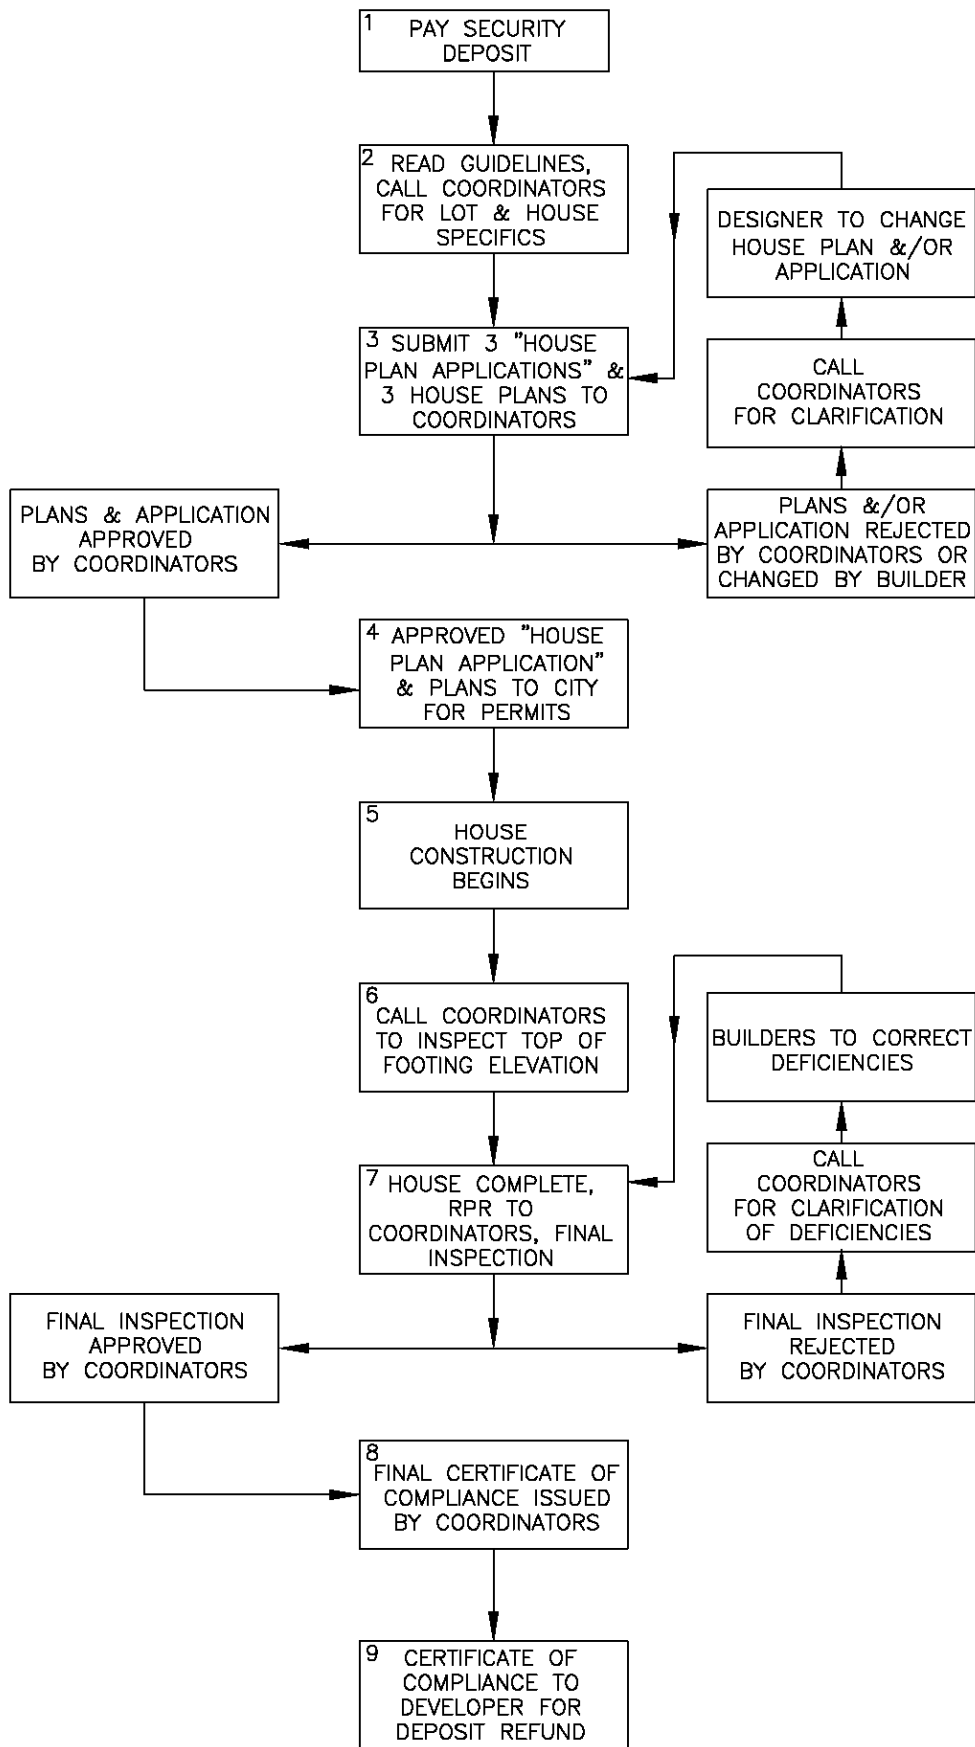 1 PAY SECURITY
DEPOSIT
2 READ GUIDELINES,
CALL COORDINATORS
FOR LOT & HOUSE
SPECIFICS
DESIGNER TO CHANGE
HOUSE PLAN &/OR
APPLICATION
3 SUBMIT 3 "HOUSE
PLAN APPLICATIONS" &
3 HOUSE PLANS TO
COORDINATORS
CALL
COORDINATORS
FOR CLARIFICATION
PLANS & APPLICATION
APPROVED
BY COORDINATORS
PLANS &/OR
APPLICATION REJECTED
BY COORDINATORS OR
CHANGED BY BUILDER
4 APPROVED "HOUSE
PLAN APPLICATION"
& PLANS TO CITY
FOR PERMITS
5
HOUSE
CONSTRUCTION
BEGINS
6
CALL COORDINATORS
TO INSPECT TOP OF
FOOTING ELEVATION
BUILDERS TO CORRECT
DEFICIENCIES
7 HOUSE COMPLETE,
RPR TO
COORDINATORS, FINAL
INSPECTION
CALL
COORDINATORS
FOR CLARIFICATION
OF DEFICIENCIES
FINAL INSPECTION
APPROVED
BY COORDINATORS
FINAL INSPECTION
REJECTED
BY COORDINATORS
8
FINAL CERTIFICATE OF
COMPLIANCE ISSUED
BY COORDINATORS
9 CERTIFICATE OF
COMPLIANCE TO
DEVELOPER FOR
DEPOSIT REFUND